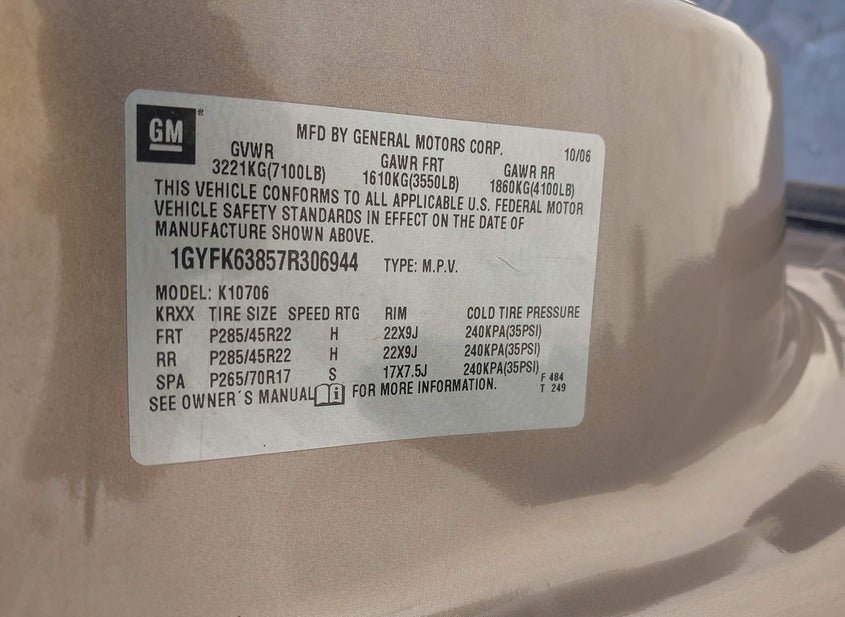 GM ®
MFD BY GENERAL MOTORS CORP. 10/06
GVWR GAWR FRT GAWR RR
3221KG(7100LB) 1610KG(3550LB) 1860KG(4100LB)
THIS VEHICLE CONFORMS TO ALL APPLICABLE U.S. FEDERAL MOTOR
VEHICLE SAFETY STANDARDS IN EFFECT ON THE DATE OF
MANUFACTURE SHOWN ABOVE.
1GYFK63857R306944 TYPE: M.P.V.
MODEL: K10706
KRXX TIRE SIZE SPEED RTG RIM COLD TIRE PRESSURE
FRT P285/45R22 H 22X9J 240KPA(35PSI)
RR P285/45R22 H 22X9J 240KPA(35PSI)
SPA P265/70R17 S 17X7.5J 240KPA(35PSI)
F 484
T 249
SEE OWNER´S MANUAL i FOR MORE INFORMATION.